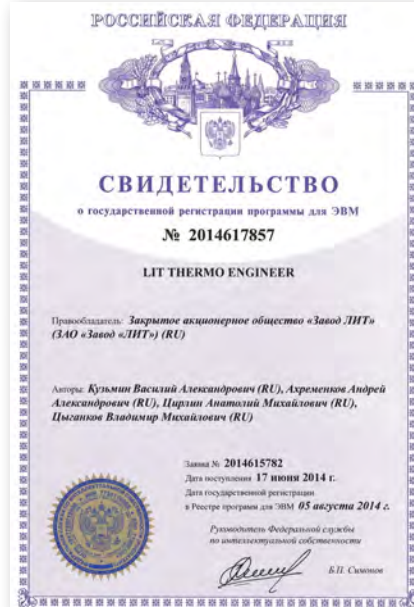 РОССИЙСКАЯ ФЕДЕРАЦИЯ
СВИДЕТЕЛЬСТВО
о государственной регистрации программы для ЭВМ
№ 2014617857
LIT THERMO ENGINEER
Правообладатель: Закрытое акционерное общество «Завод ЛИТ»
(ЗАО «Завод «ЛИТ») (RU)
Авторы: Кузьмин Василий Александрович (RU), Ахременков Андрей
Александрович (RU), Цирлин Анатолий Михайлович (RU),
Цыганков Владимир Михайлович (RU)
Заявка № 2014615782
Дата поступления 17 июня 2014 г.
Дата государственной регистрации
в Реестре программ для ЭВМ 05 августа 2014 г.
Руководитель Федеральной службы
по интеллектуальной собственности
Б.П. Симонов